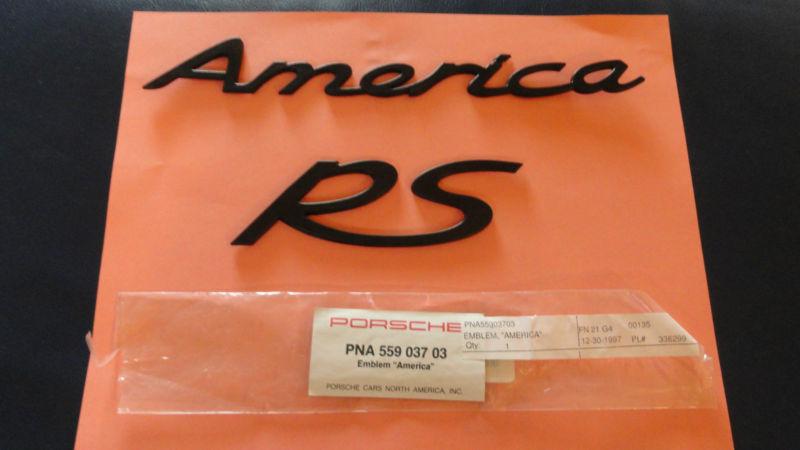 America
RS
PORSCHE
PNA 559 037 03
Emblem "America"
PORSCHE CARS NORTH AMERICA, INC.
PNA55903703
EMBLEM, "AMERICA"
Qty: 1
PN 21 G4 00135
12-30-1997 PL# 336299